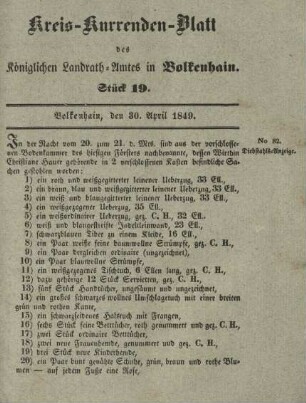 Kreis-Kurrenden-Blatt
des
Königlichen Landrath-Amtes in Bolkenhain.
Stück 19.
Bolkenhain, den 30. April 1849.
No 82.
Diebstahls-Anzeige.
In der Nacht vom 20. zum 21. d. Mts. sind aus der verschlosse-
nen Bodenkammer des hiesigen Försters nachbenannte, dessen Wirthin
Christiane Hauer gehörende in 2 verschlossenen Kasten befindliche Sa-
chen gestohlen worden:
1) ein roth und weißgegitterter leinener Ueberzug, 33 Ell.,
2) ein braun, blau und weißgegitterter leinener Ueberzug, 33 Ell.,
3) ein blau und weißgegitterter leinener Ueberzug, 33 Ell.,
4) ein weißgezogener Ueberzug, 35 Ell.,
5) ein weißordinairer Ueberzug, gez. C. H., 32 Ell.,
6) weiß und blaugestreifte Inlettleinwand, 23 Ell.,
7) schwarzblauen Tibet zu einem Kleide, 16 Ell.,
8) ein Paar weiße feine baumwollne Strümpfe, gez. C. H.,
9) ein Paar dergleichen ordinaire (ungezeichnet),
10) ein Paar blauwollne Strümpfe,
11) ein weißgezogenes Tischtuch, 6 Ellen lang, gez. C. H.,
12) dazu gehörige 12 Stück Servietten, gez. C. H.,
13) fünf Stück Handtücher, ungesäumt und ungezeichnet,
14) ein großes schwarzes wollnes Umschlagetuch mit einer breiten
roth und weißen Kante,
15) ein schwarzseidenes Halstuch mit Frangen,
16) sechs Stück feine Betttücher, roth genummert und gez. C. H.,
17) zwei Stück ordinaire Betttücher,
18) zwei neue Frauenhemde, genummert und gez. C. H.,
19) drei Stück neue Kinderhemde,
20) ein Paar bunt genähte Schuhe, grün, braun und rothe Blu-
men — auf jedem Fuße eine Rose,